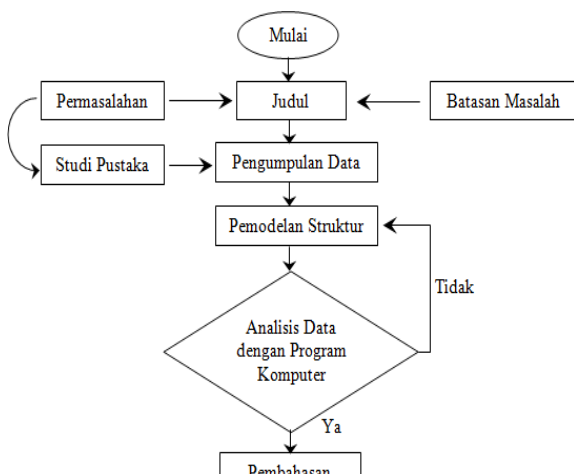 Mulai
Permasalahan
Judul
Batasan Masalah
Studi Pustaka
Pengumpulan Data
Pemodelan Struktur
Tidak
Analisis Data
dengan Program
Komputer
Ya
Pembahasan